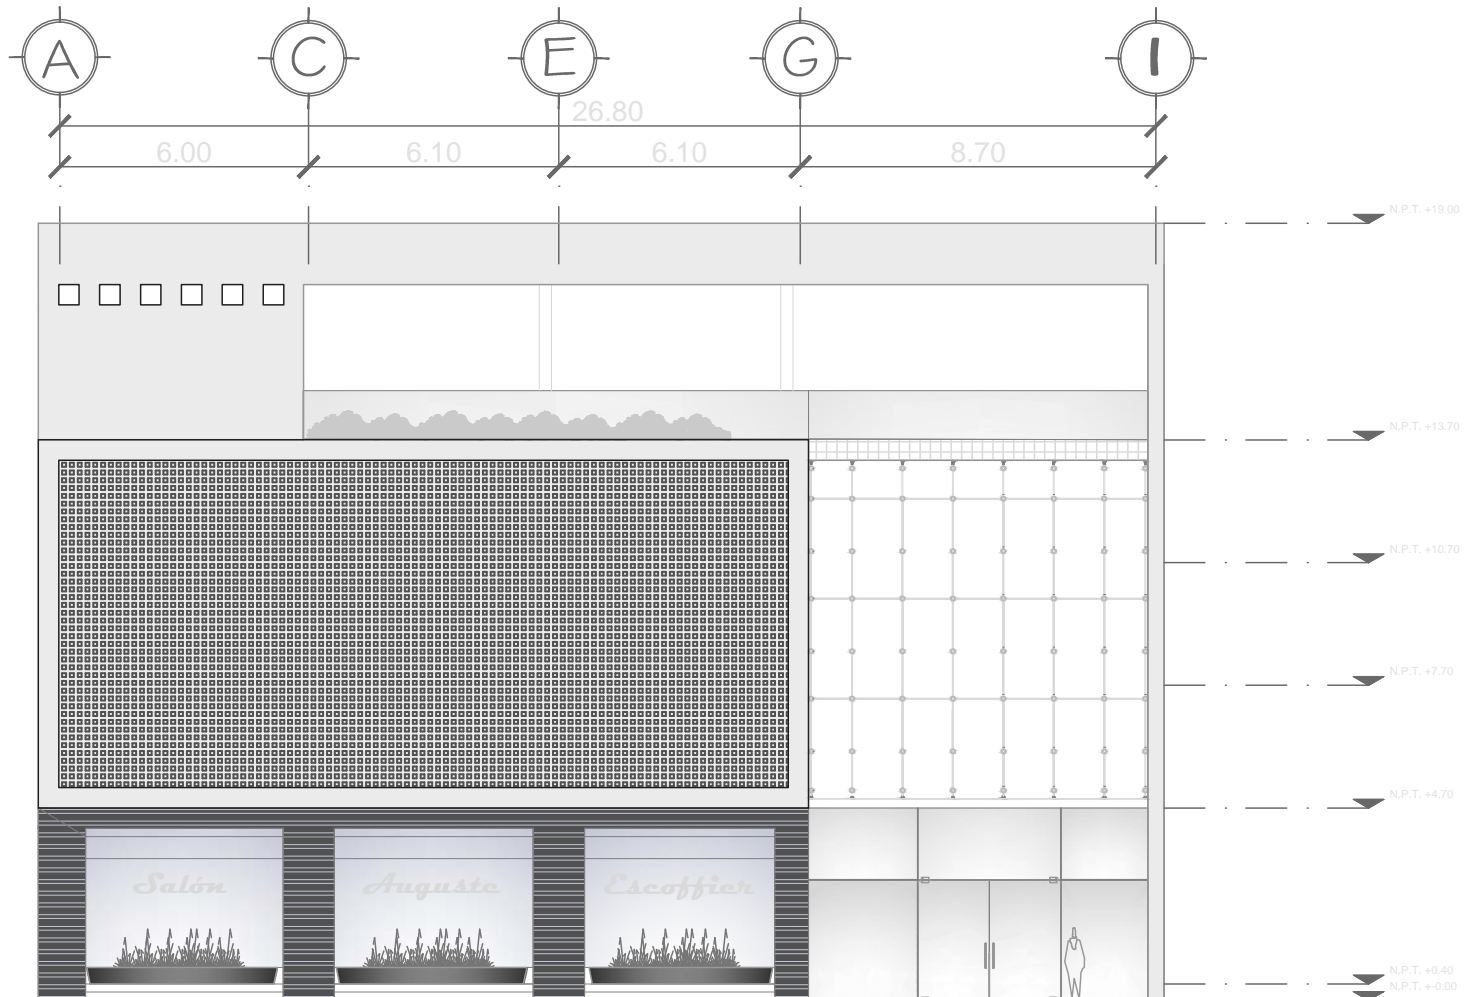 A C E G I
26.80
6.00 6.10 6.10 8.70
N.P.T. +19.00
N.P.T. +13.70
N.P.T. +10.70
N.P.T. +7.70
N.P.T. +4.70
Salón Auguste Escoffier
N.P.T. +0.40
N.P.T. +-0.00